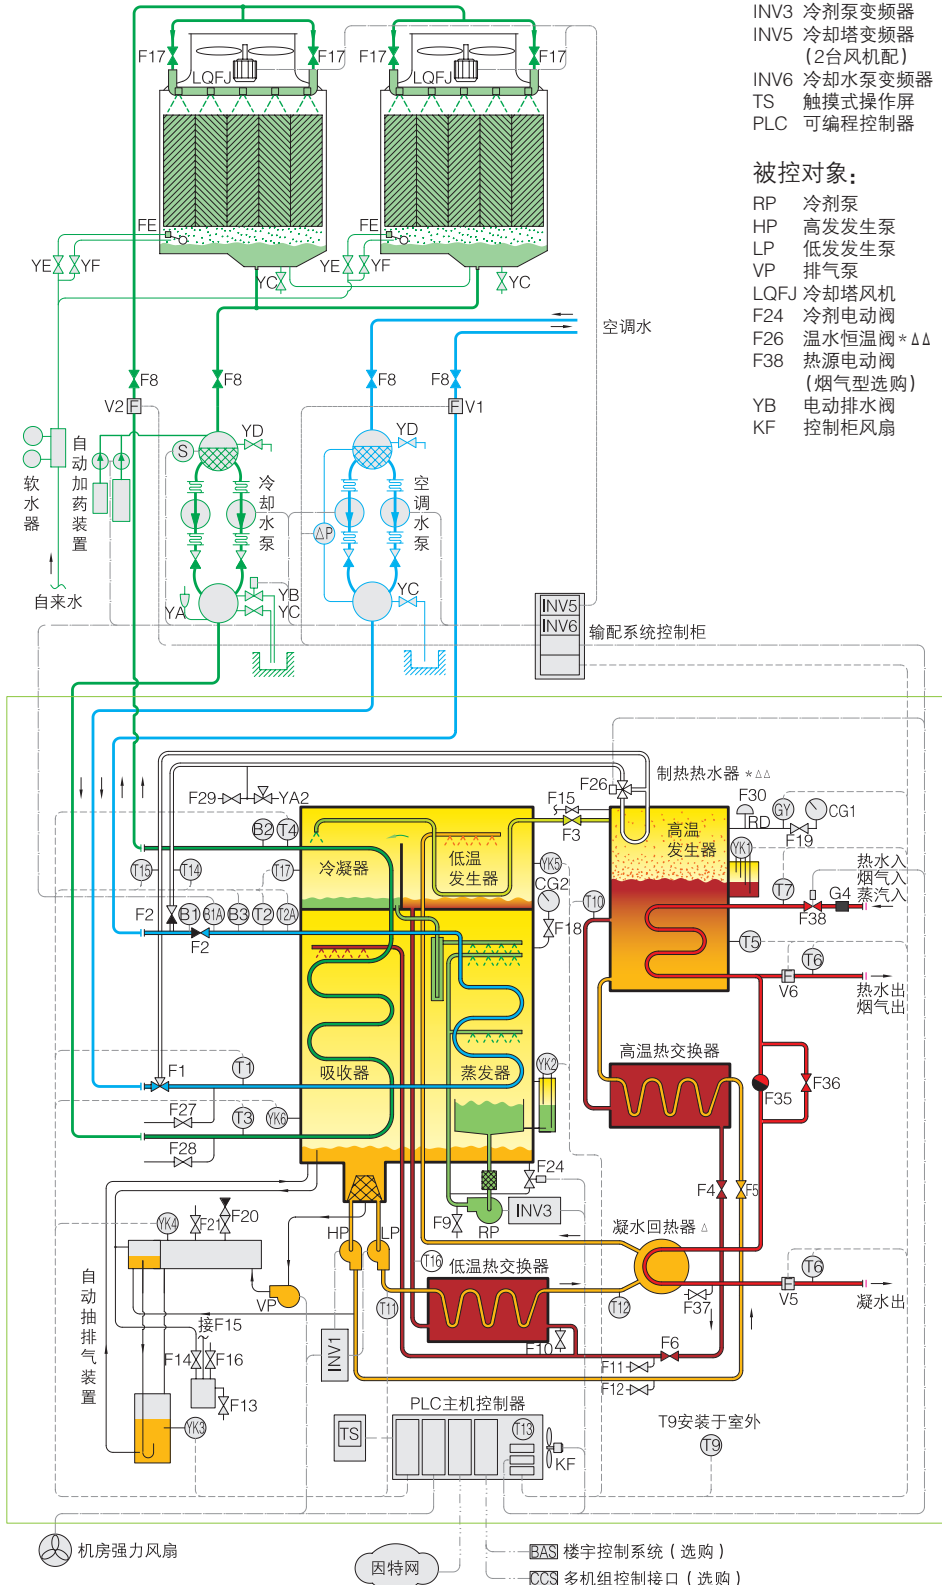 INV3 冷剂泵变频器
INV5 冷却塔变频器
(2台风机配)
INV6 冷却水泵变频器
TS 触摸式操作屏
PLC 可编程控制器
被控对象：
RP 冷剂泵
HP 高发发生泵
LP 低发发生泵
VP 排气泵
LQFJ 冷却塔风机
F24 冷剂电动阀
F26 温水恒温阀*△△
F38 热源电动阀
(烟气型选购)
YB 电动排水阀
KF 控制柜风扇
F17 F17 F17 F17
LQFJ LQFJ
FE FE
YE YF YE YF
YC YC
空调水
F8 F8 F8 F8
V2 F F V1
YD YD
S
自动加药装置
软水器
冷却水泵
空调水泵
△P
自来水
YA YB
YC YC
INV5
INV6
输配系统控制柜
制热热水器 *△△
F26
F29 YA2
F15 F30
F3 RD GY CG1
F19
B2 T4
冷凝器 低温发生器 高温发生器
YK5 YK1
T15 T14 T17
CG2
热水入
烟气入
蒸汽入
T7 G4
F38
T10
F2 B1 B1A B3 T2 T2A
F2 F18
T5 T6
F
V6
热水出
烟气出
高温热交换器
F1 T1
吸收器 蒸发器
YK2
F35 F36
F27 T3 YK6
F28
F24
F4 F5
F9 RP INV3
凝水回热器 △
YK4 F21 F20
HP LP
T16 低温热交换器
T6
F
V5
凝水出
VP T11 T12 F37
自动抽排气装置
接F15
F14 F16
INV1
F10
F6
F11
F12
F13
YK3
PLC主机控制器
TS
T13
KF
T9安装于室外
T9
机房强力风扇
因特网
BAS 楼宇控制系统（选购）
CCS 多机组控制接口（选购）